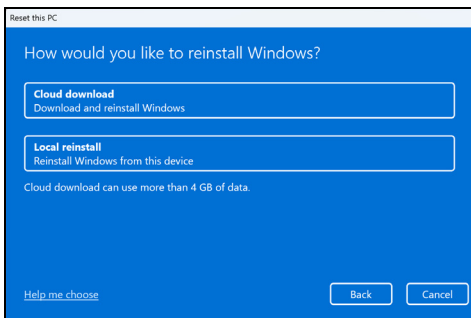 Reset this PC
How would you like to reinstall Windows?
Cloud download
Download and reinstall Windows
Local reinstall
Reinstall Windows from this device
Cloud download can use more than 4 GB of data.
Help me choose
Back
Cancel